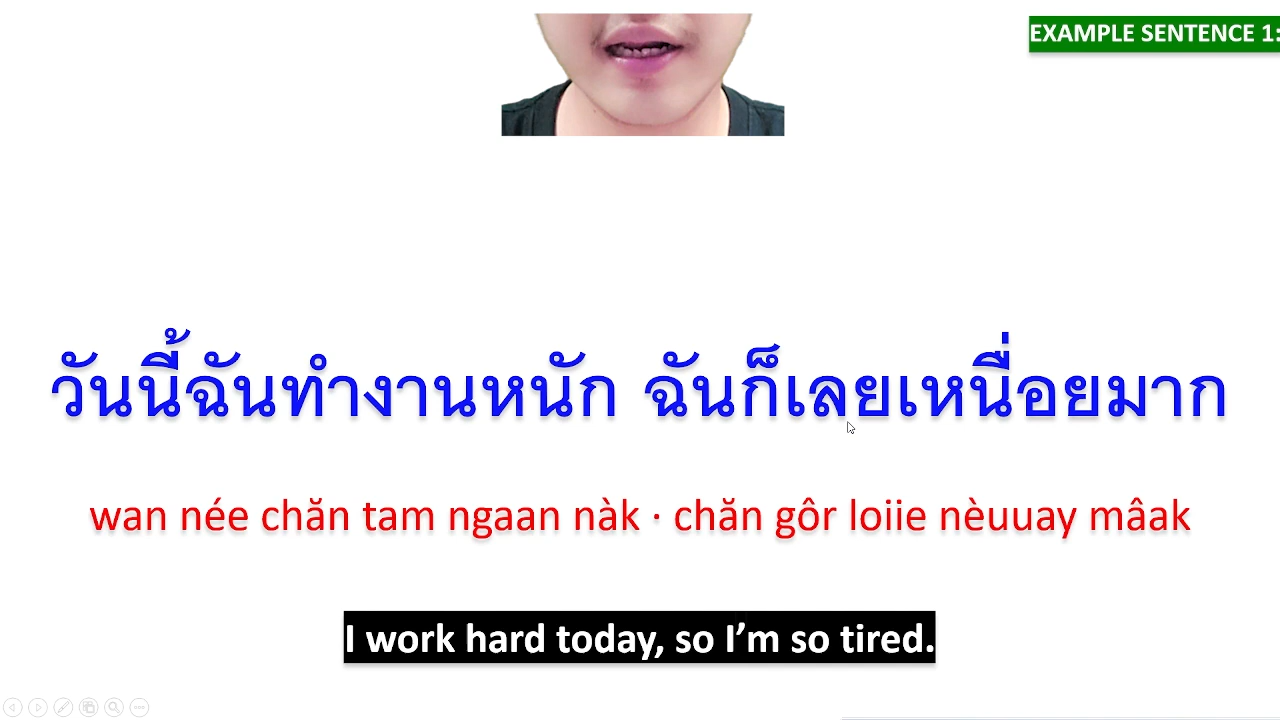 EXAMPLE SENTENCE 1:
วันนี้ฉันทำงานหนัก ฉันก็เลยเหนื่อยมาก
wan née chăn tam ngaan nàk · chăn gôr loiie nèuuay mâak
I work hard today, so I’m so tired.